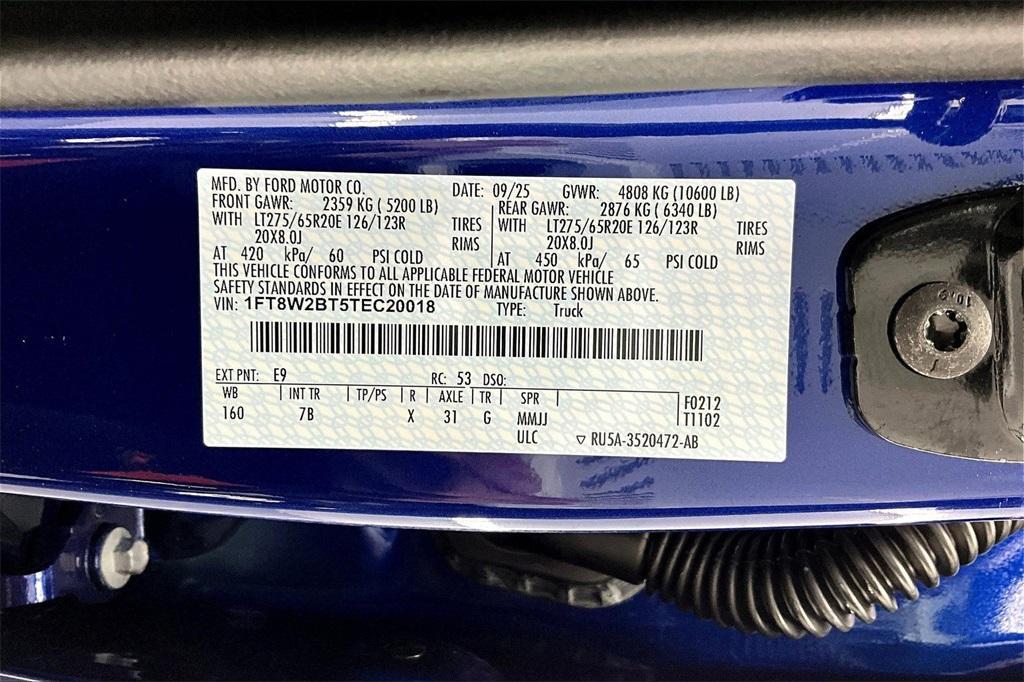 MFD. BY FORD MOTOR CO. DATE: 09/25 GVWR: 4808 KG (10600 LB)
FRONT GAWR: 2359 KG ( 5200 LB) REAR GAWR: 2876 KG ( 6340 LB)
WITH LT275/65R20E 126/123R TIRES WITH LT275/65R20E 126/123R TIRES
20X8.0J RIMS 20X8.0J RIMS
AT 420 kPa/ 60 PSI COLD AT 450 kPa/ 65 PSI COLD
THIS VEHICLE CONFORMS TO ALL APPLICABLE FEDERAL MOTOR VEHICLE
SAFETY STANDARDS IN EFFECT ON THE DATE OF MANUFACTURE SHOWN ABOVE.
VIN: 1FT8W2BT5TEC20018 TYPE: Truck
EXT PNT: E9 RC: 53 DSO:
WB INT TR TP/PS R AXLE TR SPR F0212
160 7B X 31 G MMJJ T1102
ULC ▽ RU5A-3520472-AB
10.9